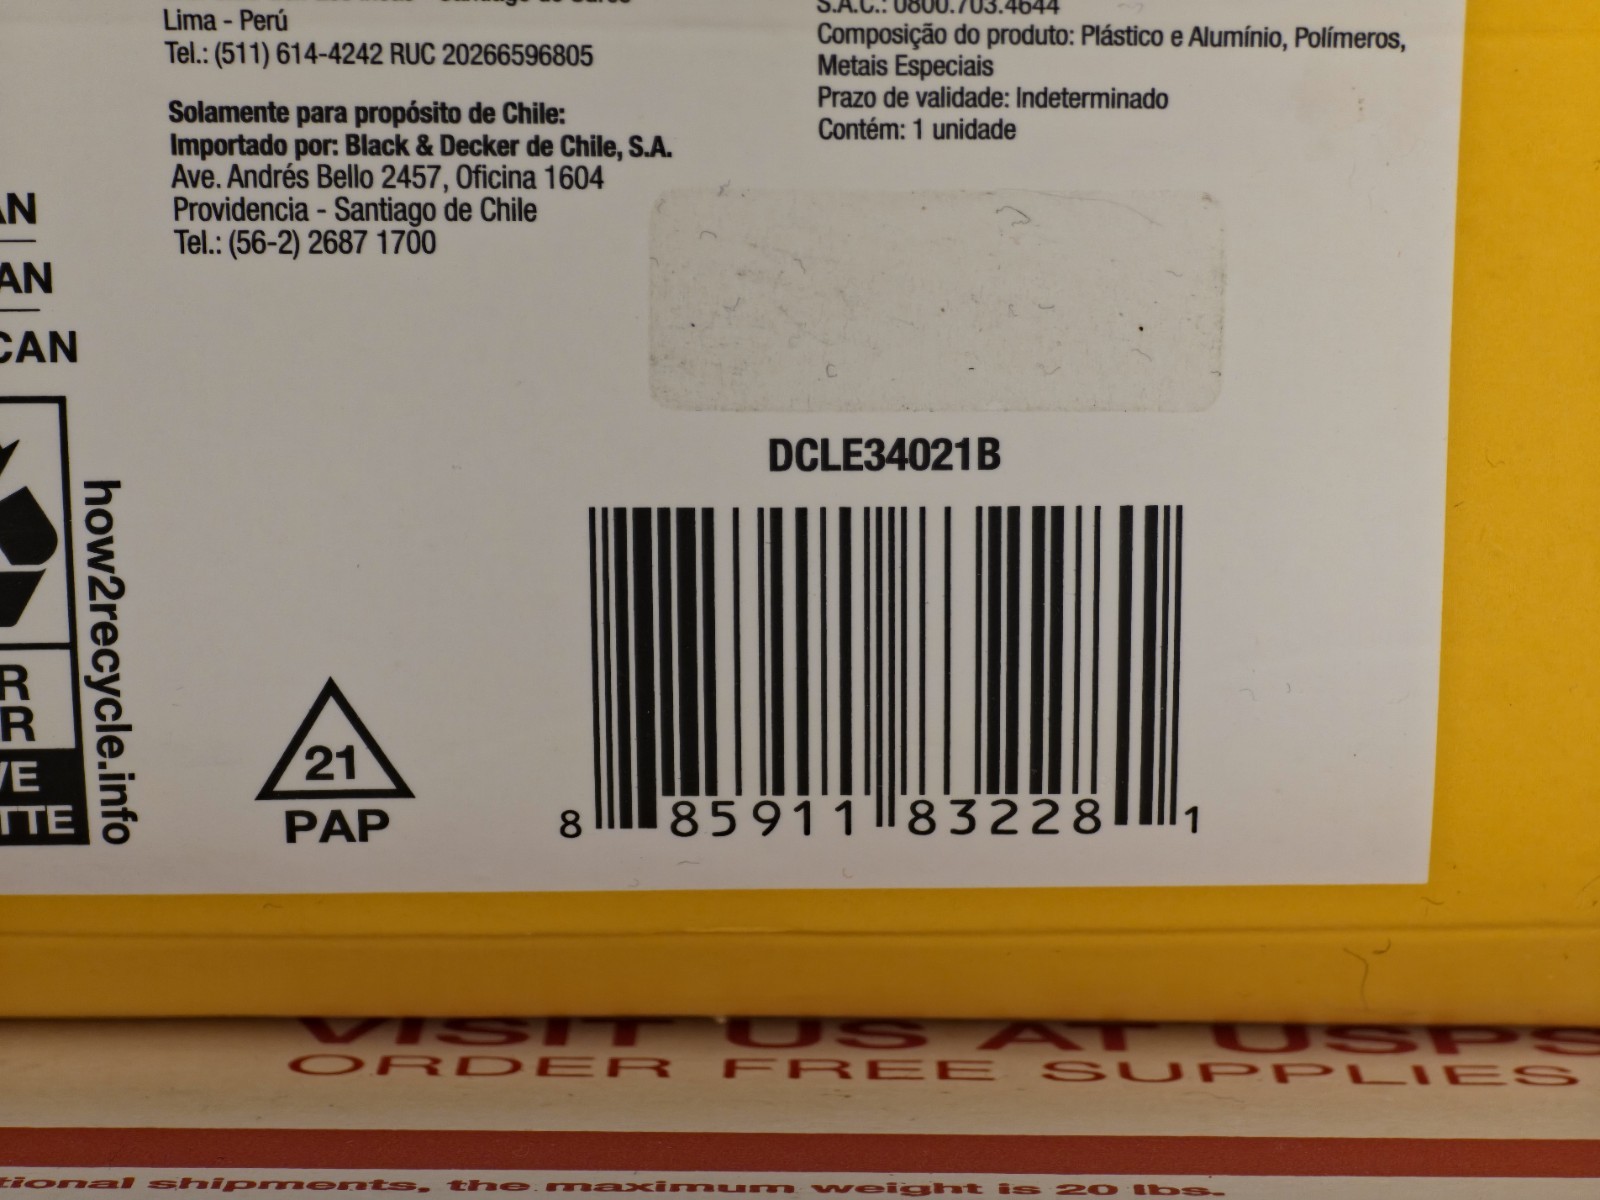 Lima - Perú
Tel.: (511) 614-4242 RUC 20266596805
Solamente para propósito de Chile:
Importado por: Black & Decker de Chile, S.A.
Ave. Andrés Bello 2457, Oficina 1604
Providencia - Santiago de Chile
Tel.: (56-2) 2687 1700
S.A.C.: 0800.703.4644
Composição do produto: Plástico e Alumínio, Polímeros,
Metais Especiais
Prazo de validade: Indeterminado
Contém: 1 unidade
AN
AN
CAN
how2recycle.info
R
R
VE
TTE
21
PAP
DCLE34021B
8 85911 83228 1
VISIT US AT USPS
ORDER FREE SUPPLIES
tional shipments, the maximum weight is 20 lbs.